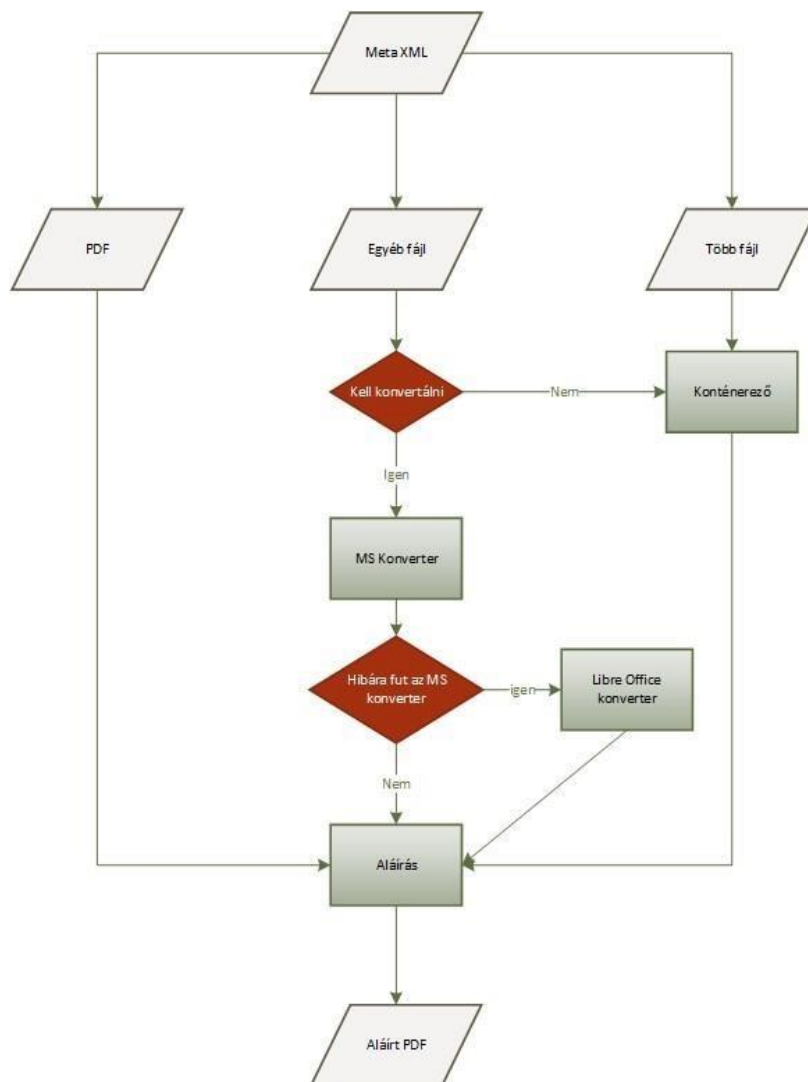 Meta XML
PDF
Egyéb fájl
Több fájl
Kell konvertálni
Nem
Konténerező
Igen
MS Konverter
Hibára fut az MS
konverter
igen
Libre Office
konverter
Nem
Aláírás
Aláírt PDF